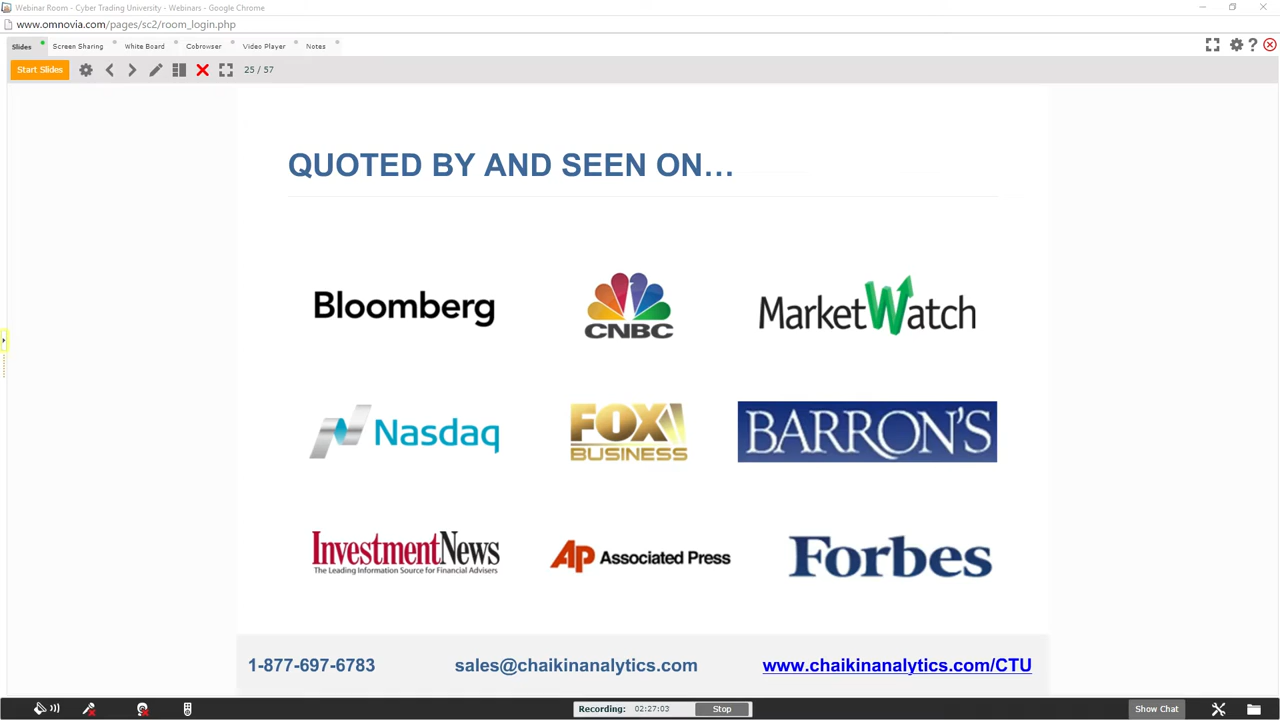 Webinar Room - Cyber Trading University - Webinars - Google Chrome
www.omnovia.com/pages/sc2/room_login.php
Slides Screen Sharing White Board Cobrowser Video Player Notes
Start Slides 25 / 57
QUOTED BY AND SEEN ON...
Bloomberg CNBC MarketWatch
Nasdaq FOX BUSINESS BARRON'S
InvestmentNews AP Associated Press Forbes
The Leading Information Source for Financial Advisers
1-877-697-6783 sales@chaikinanalytics.com www.chaikinanalytics.com/CTU
Recording: 02:27:03 Stop Show Chat